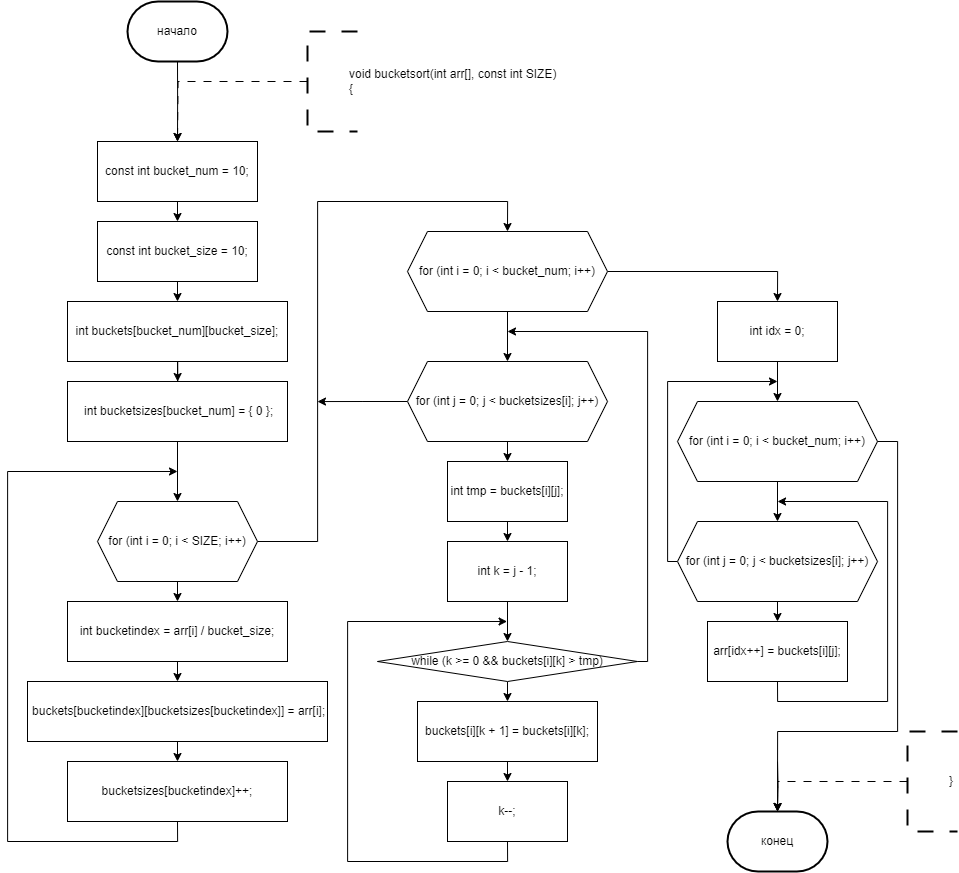 начало
void bucketsort(int arr[], const int SIZE)
{
const int bucket_num = 10;
const int bucket_size = 10;
int buckets[bucket_num][bucket_size];
int bucketsizes[bucket_num] = { 0 };
for (int i = 0; i < SIZE; i++)
int bucketindex = arr[i] / bucket_size;
buckets[bucketindex][bucketsizes[bucketindex]] = arr[i];
bucketsizes[bucketindex]++;
for (int i = 0; i < bucket_num; i++)
for (int j = 0; j < bucketsizes[i]; j++)
int tmp = buckets[i][j];
int k = j - 1;
while (k >= 0 && buckets[i][k] > tmp)
buckets[i][k + 1] = buckets[i][k];
k--;
int idx = 0;
for (int i = 0; i < bucket_num; i++)
for (int j = 0; j < bucketsizes[i]; j++)
arr[idx++] = buckets[i][j];
}
конец